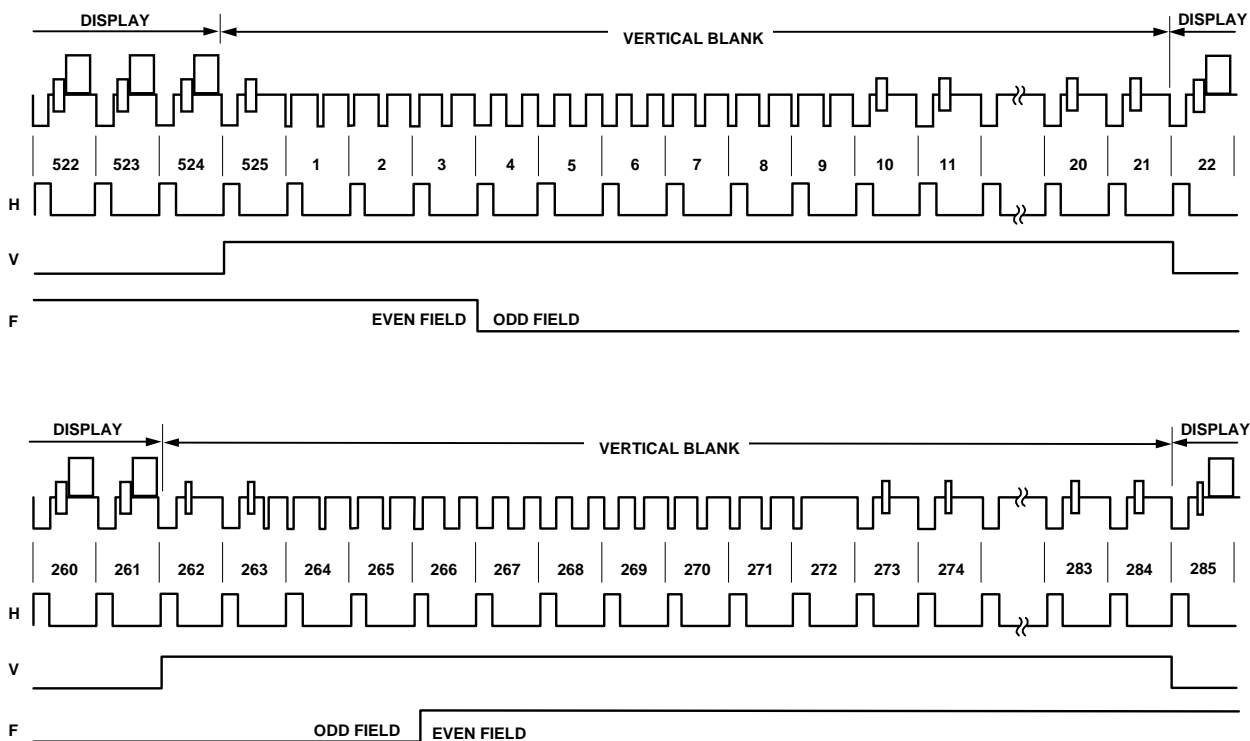 DISPLAY VERTICAL BLANK DISPLAY
522 523 524 525 1 2 3 4 5 6 7 8 9 10 11 20 21 22
H
V
F EVEN FIELD ODD FIELD
DISPLAY VERTICAL BLANK DISPLAY
260 261 262 263 264 265 266 267 268 269 270 271 272 273 274 283 284 285
H
V
F ODD FIELD EVEN FIELD